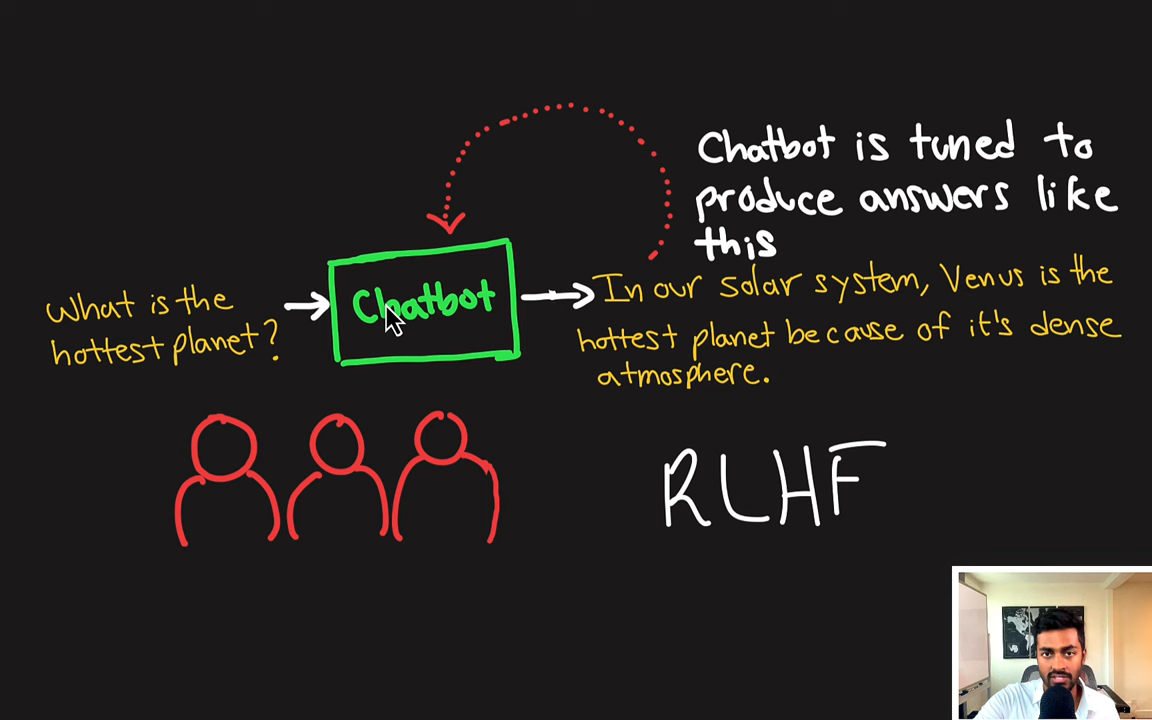 Chatbot is tuned to
produce answers like
this
What is the
hottest planet?
Chatbot
In our solar system, Venus is the
hottest planet because of it's dense
atmosphere.
RLHF